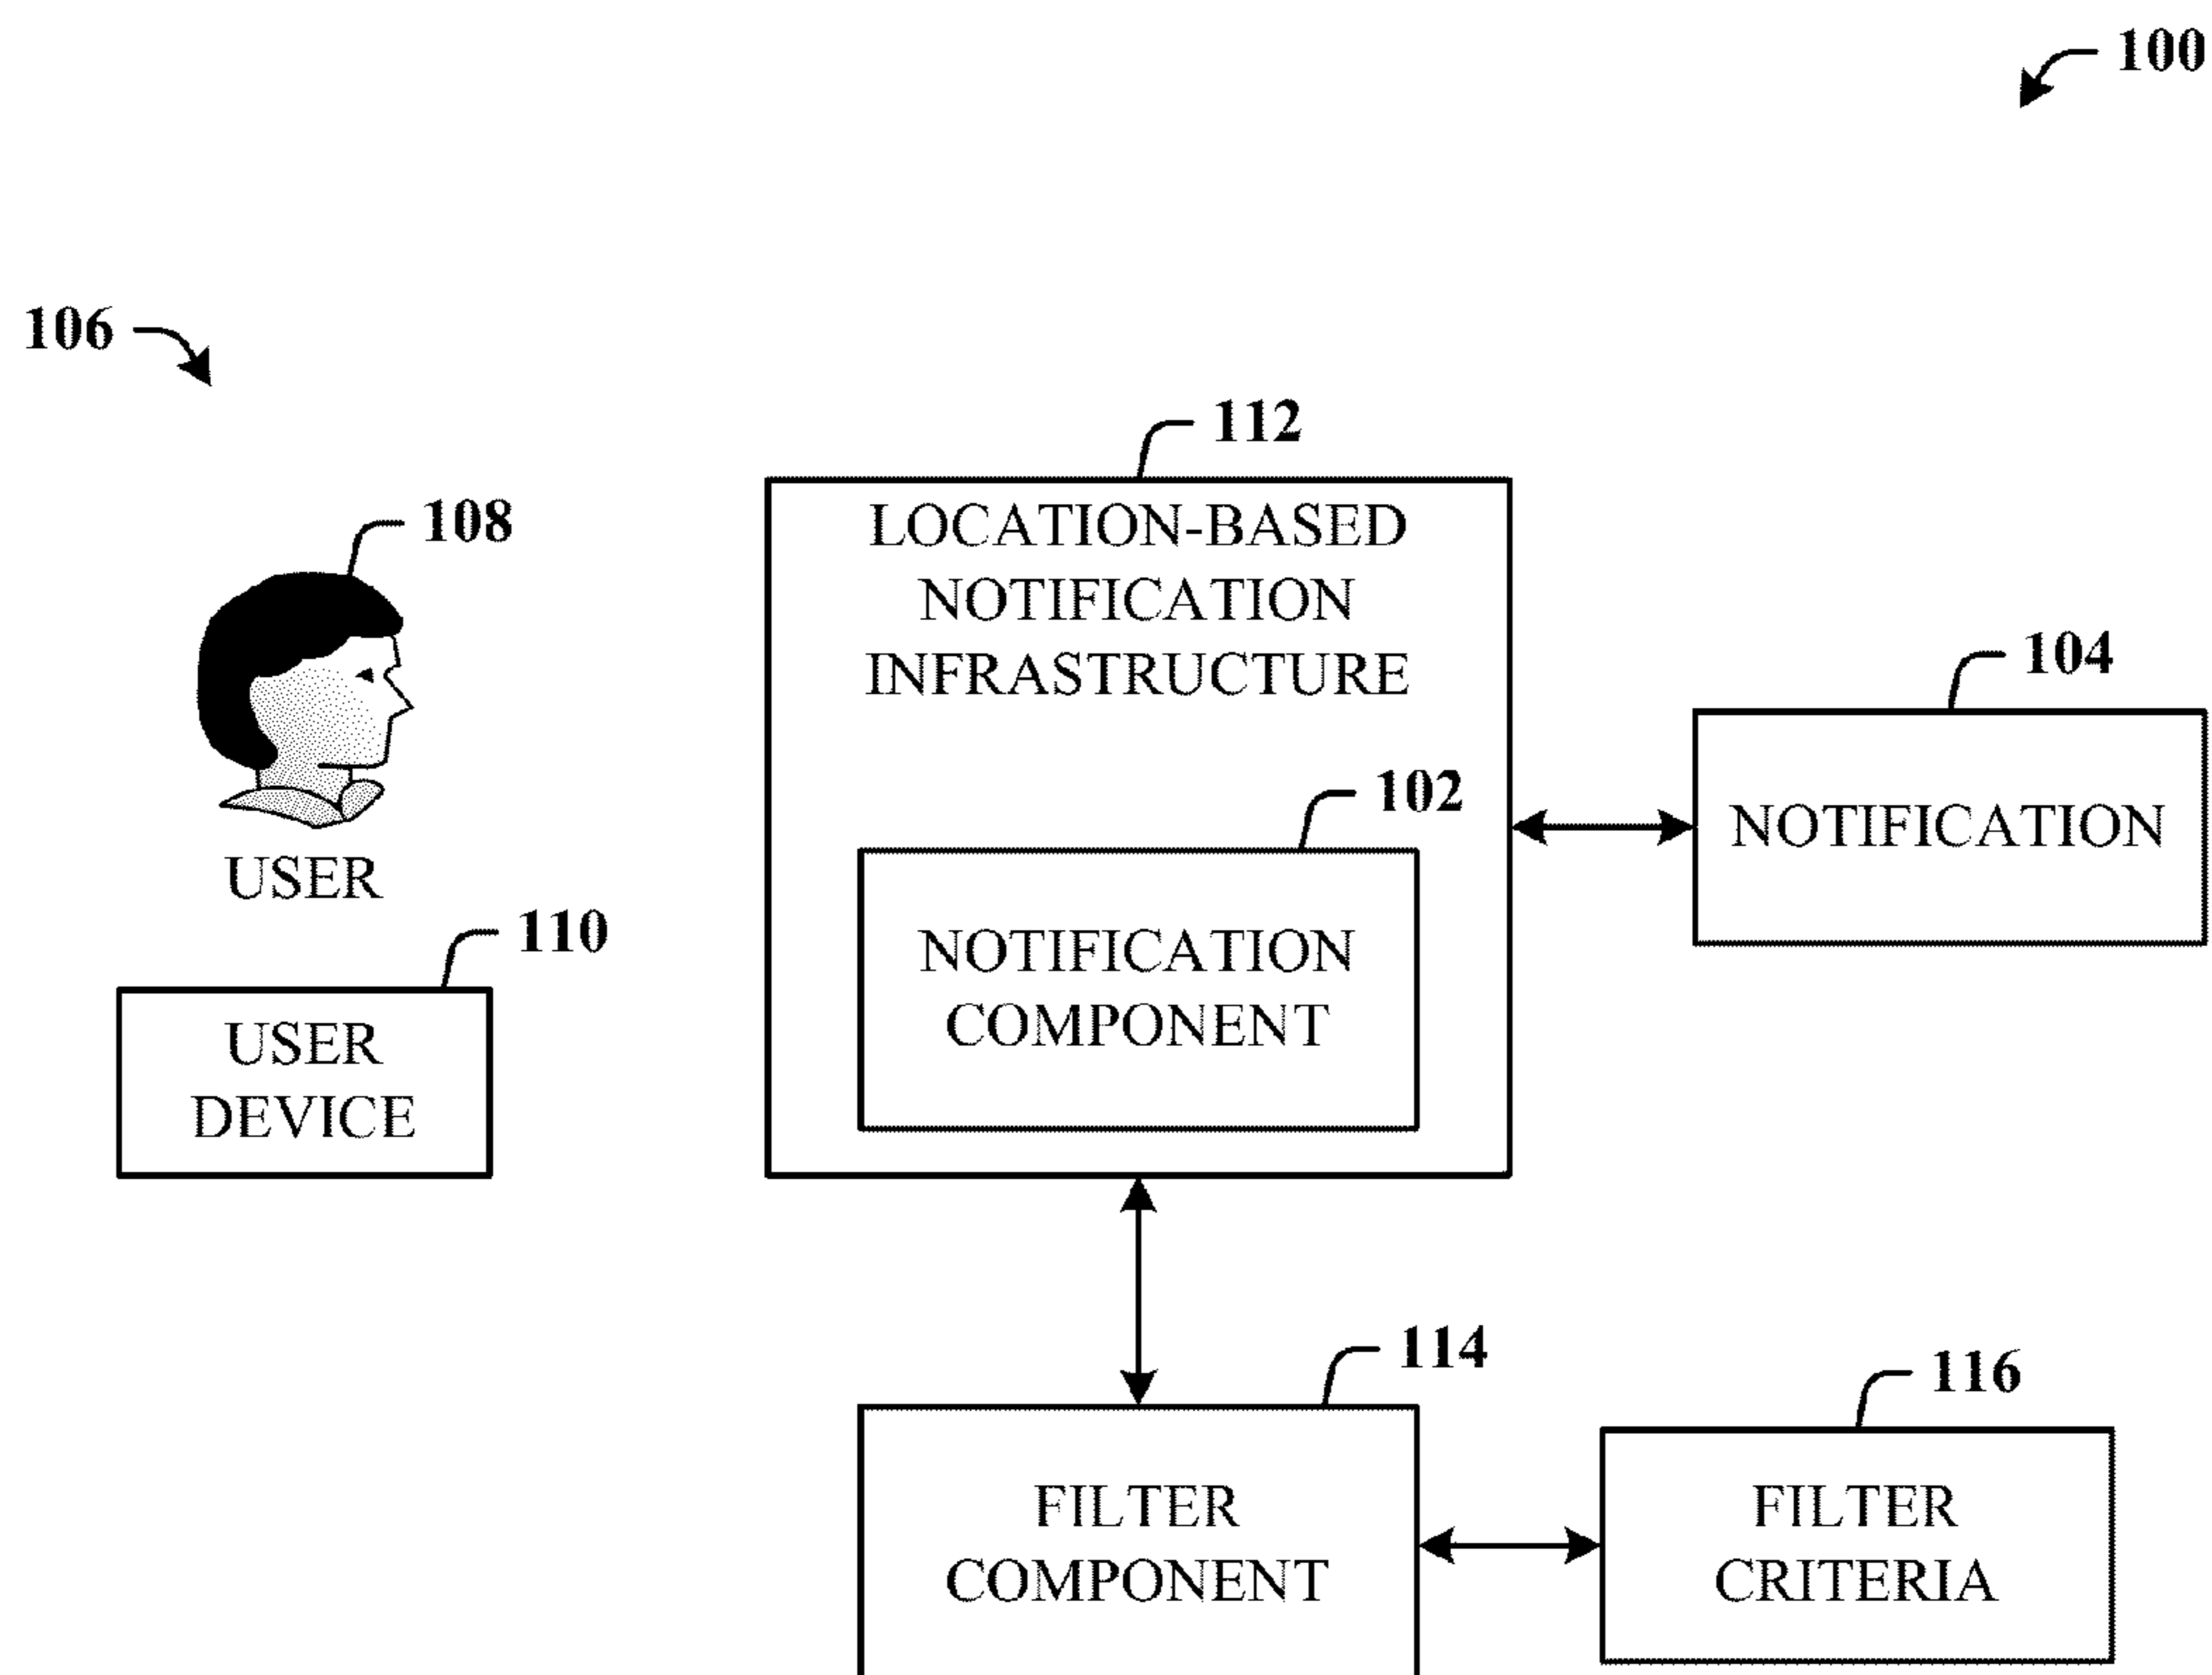 100
106
112
108
LOCATION-BASED
NOTIFICATION
INFRASTRUCTURE
104
102
NOTIFICATION
USER
110
NOTIFICATION
COMPONENT
USER
DEVICE
114
116
FILTER
COMPONENT
FILTER
CRITERIA